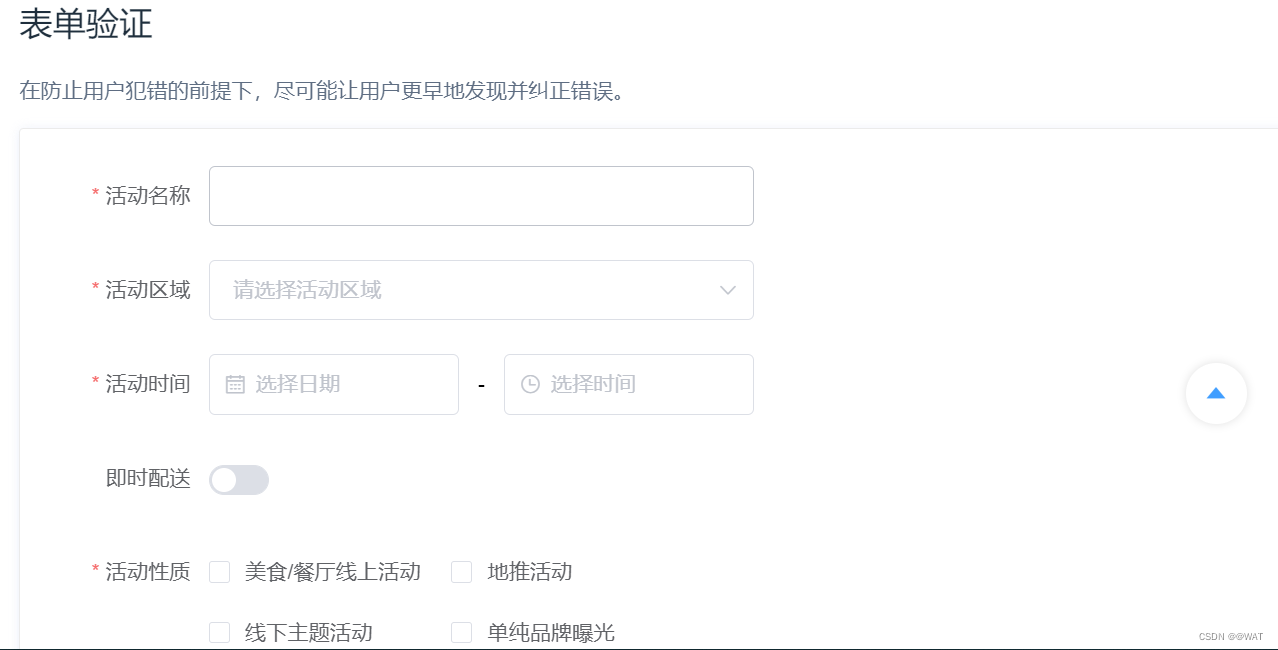 表单验证
在防止用户犯错的前提下，尽可能让用户更早地发现并纠正错误。
* 活动名称
* 活动区域 请选择活动区域
* 活动时间 选择日期 - 选择时间
即时配送
* 活动性质 美食/餐厅线上活动 地推活动
线下主题活动 单纯品牌曝光
CSDN @@WAT